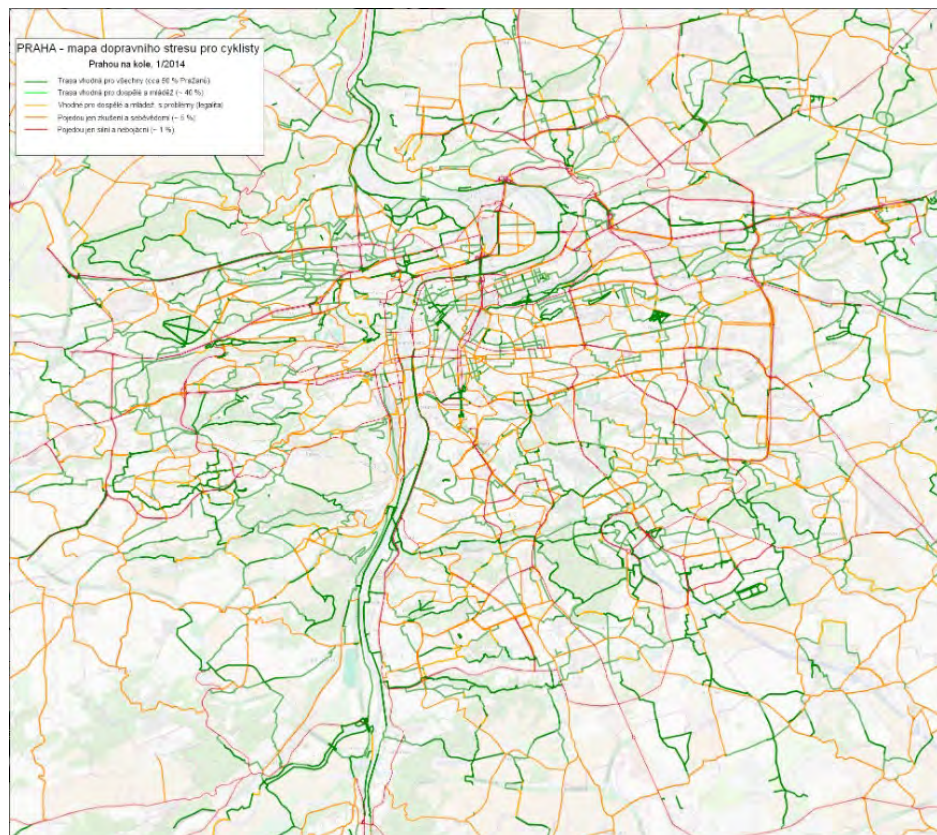 PRAHA - mapa dopravního stresu pro cyklisty
Prahou na kole, 1/2014
Trasa vhodná pro všechny (cca 90 % Pražanů)
Trasa vhodná pro dospělé a mládež (~ 40 %)
Vhodné pro dospělé a mládež, s problémy (legalita)
Pojedou jen zkušení a sebevědomí (~ 5 %)
Pojedou jen silní a nebojácní (~ 1 %)